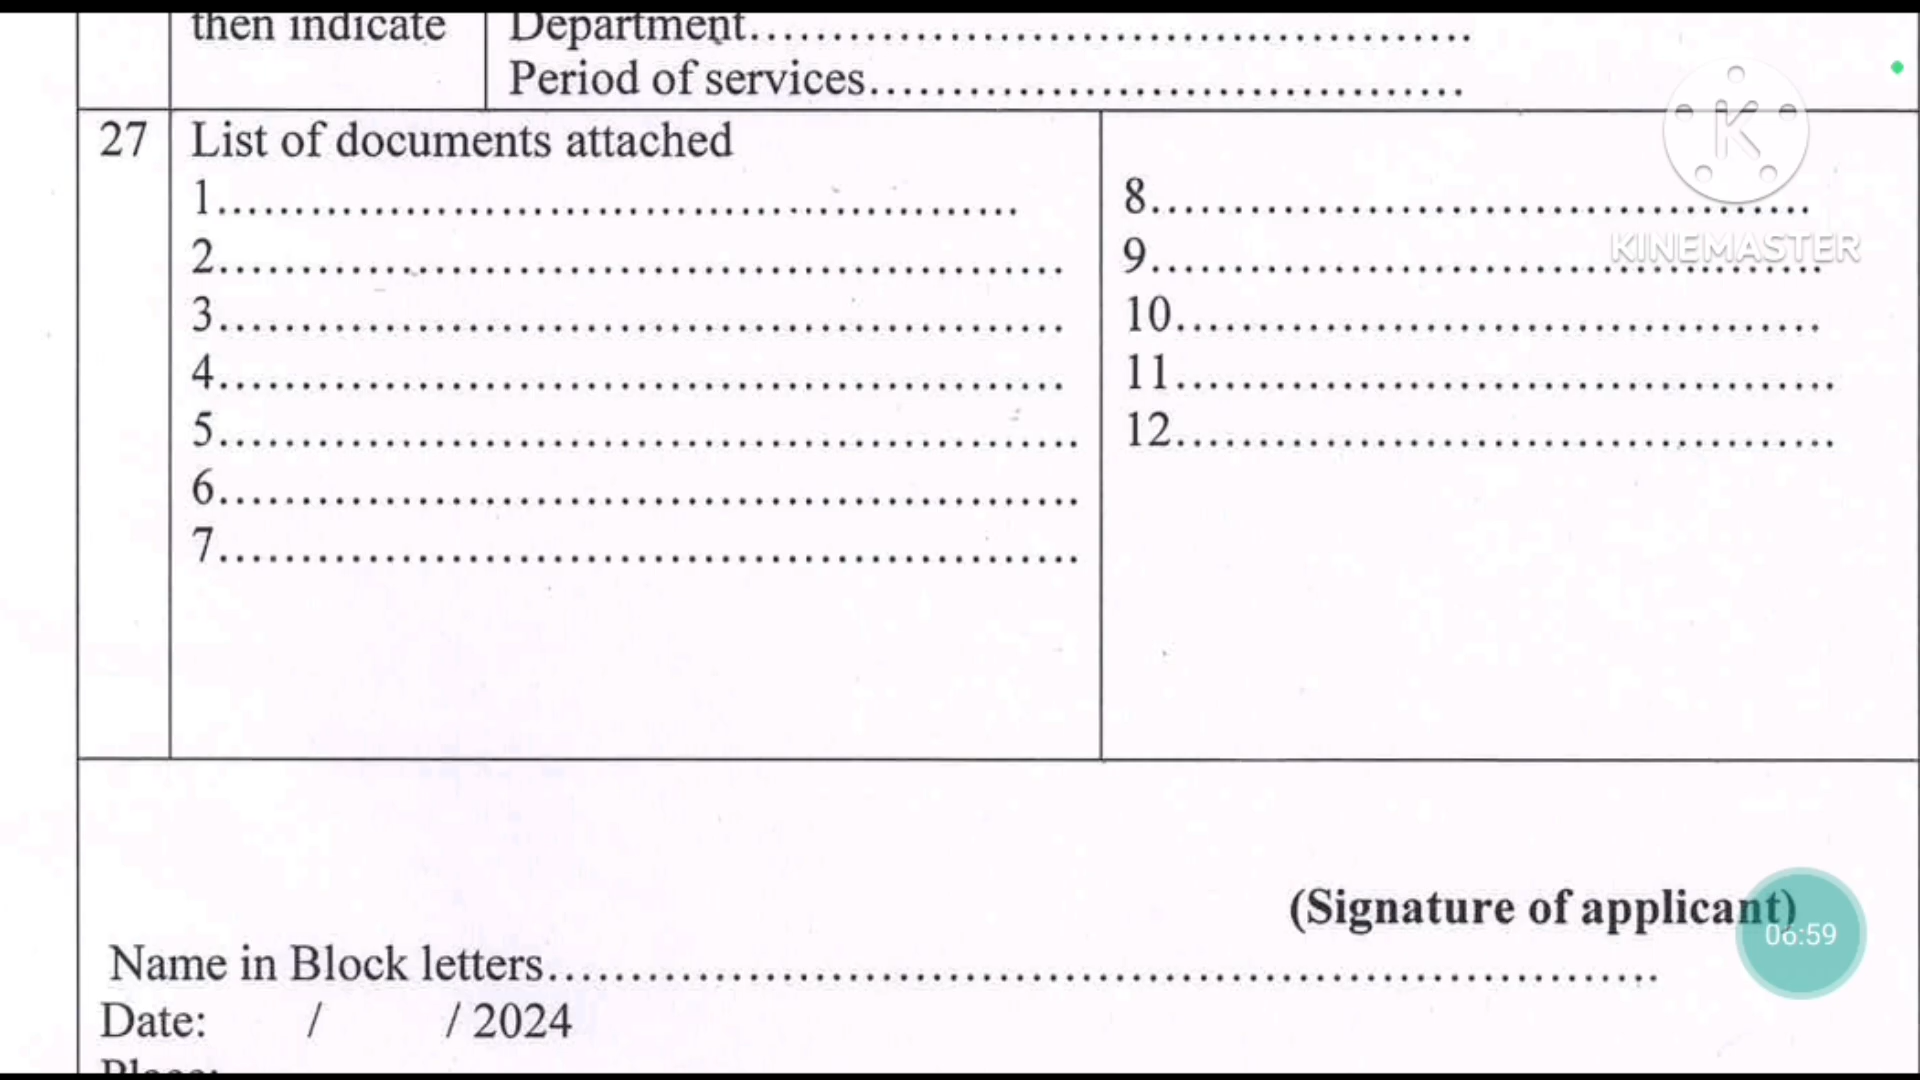 then indicate
Department..........................................
Period of services....................................
27
List of documents attached
1................................................
2...................................................
3...................................................
4...................................................
5....................................................
6....................................................
7....................................................
8........................................
9........................................
10.......................................
11........................................
12........................................
K
KINEMASTER
(Signature of applicant)
06:59
Name in Block letters...................................................................
Date: / / 2024
Place: